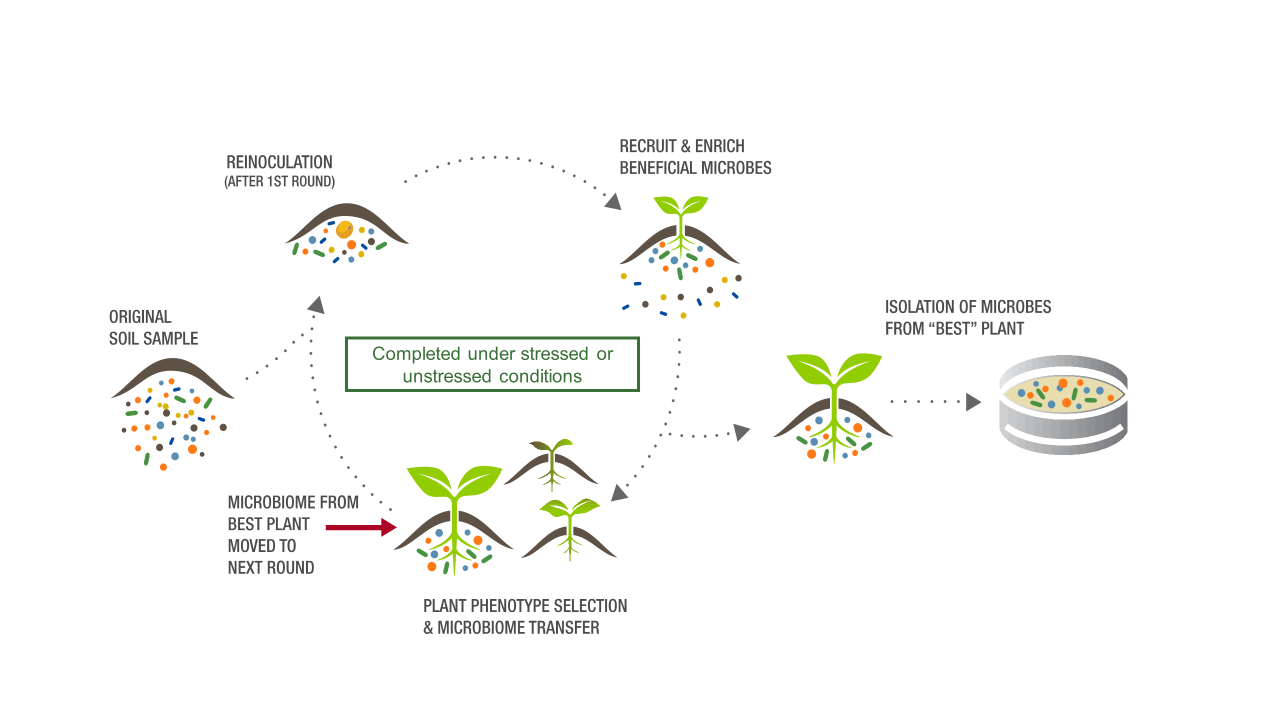 RECRUIT & ENRICH
BENEFICIAL MICROBES
REINOCULATION
(AFTER 1ST ROUND)
ORIGINAL
SOIL SAMPLE
ISOLATION OF MICROBES
FROM “BEST” PLANT
Completed under stressed or
unstressed conditions
MICROBIOME FROM
BEST PLANT
MOVED TO
NEXT ROUND
PLANT PHENOTYPE SELECTION
& MICROBIOME TRANSFER